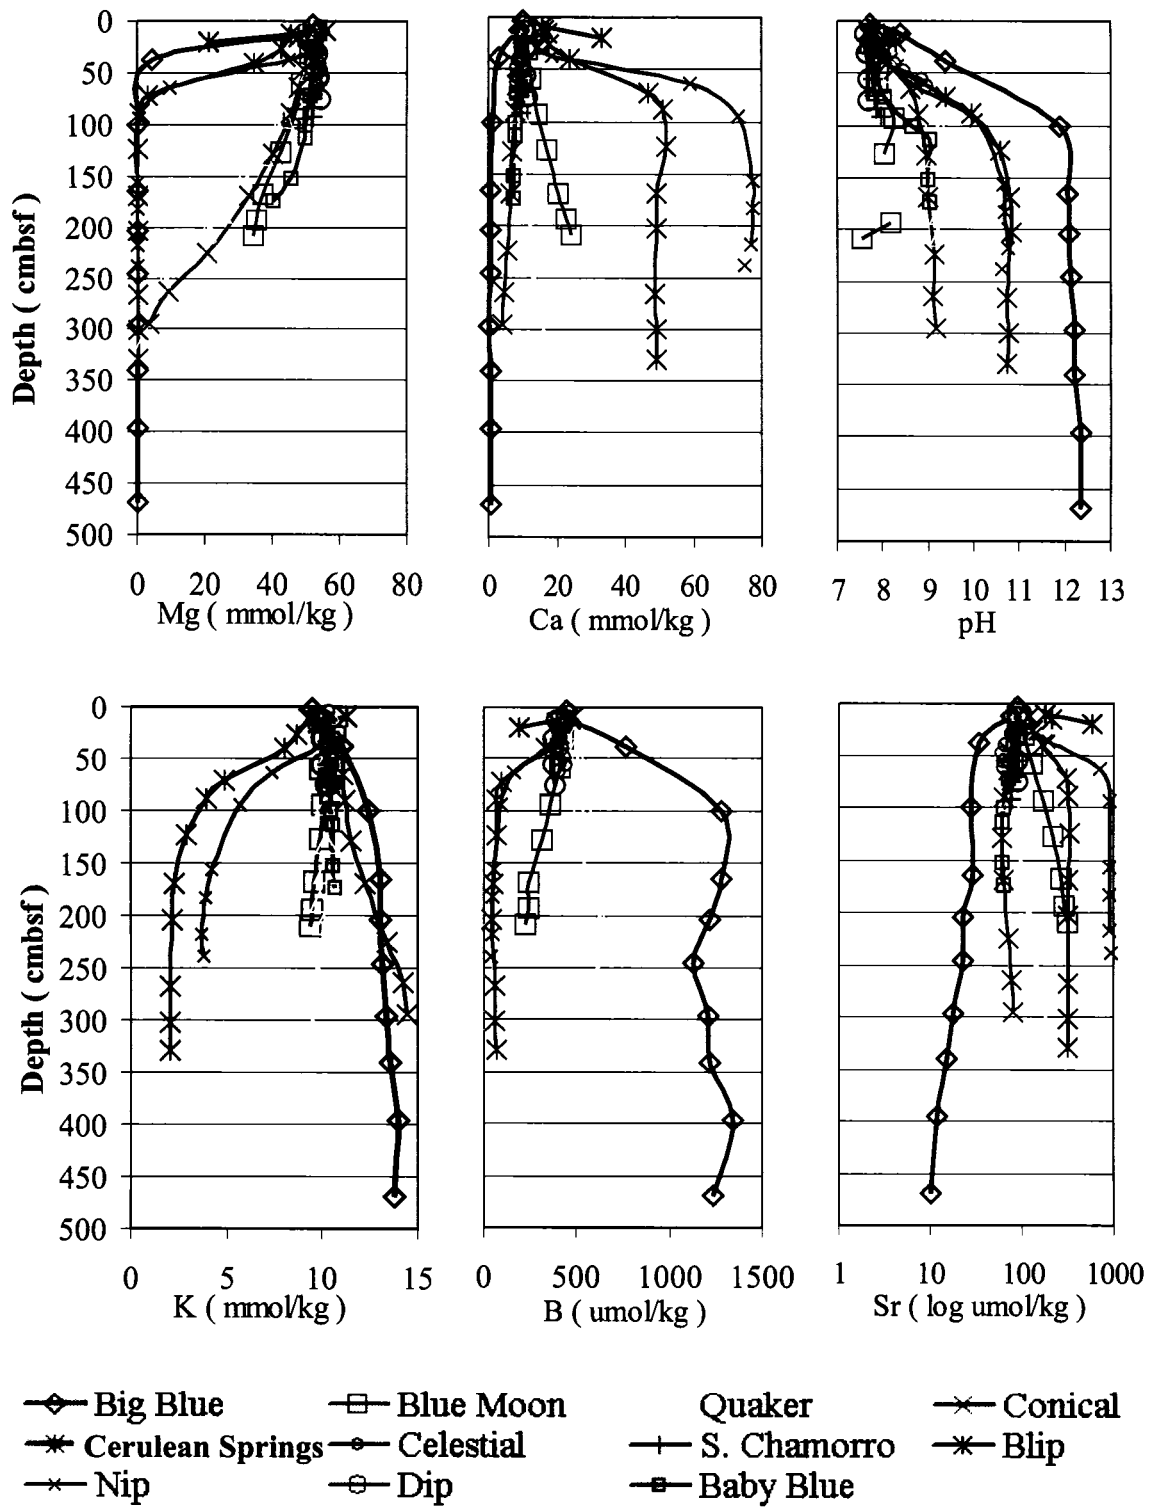 0
50
100
150
200
250
300
350
400
450
500
Depth ( cmbsf)
0 20 40 60 80
Mg ( mmol/kg )
0 20 40 60 80
Ca ( mmol/kg )
7 8 9 10 11 12 13
pH
0
50
100
150
200
250
300
350
400
450
500
Depth ( cmbsf)
0 5 10 15
K ( mmol/kg )
0 500 1000 1500
B ( umol/kg )
1 10 100 1000
Sr ( log umol/kg )
Big Blue Blue Moon Quaker Conical
Cerulean Springs Celestial S. Chamorro Blip
Nip Dip Baby Blue